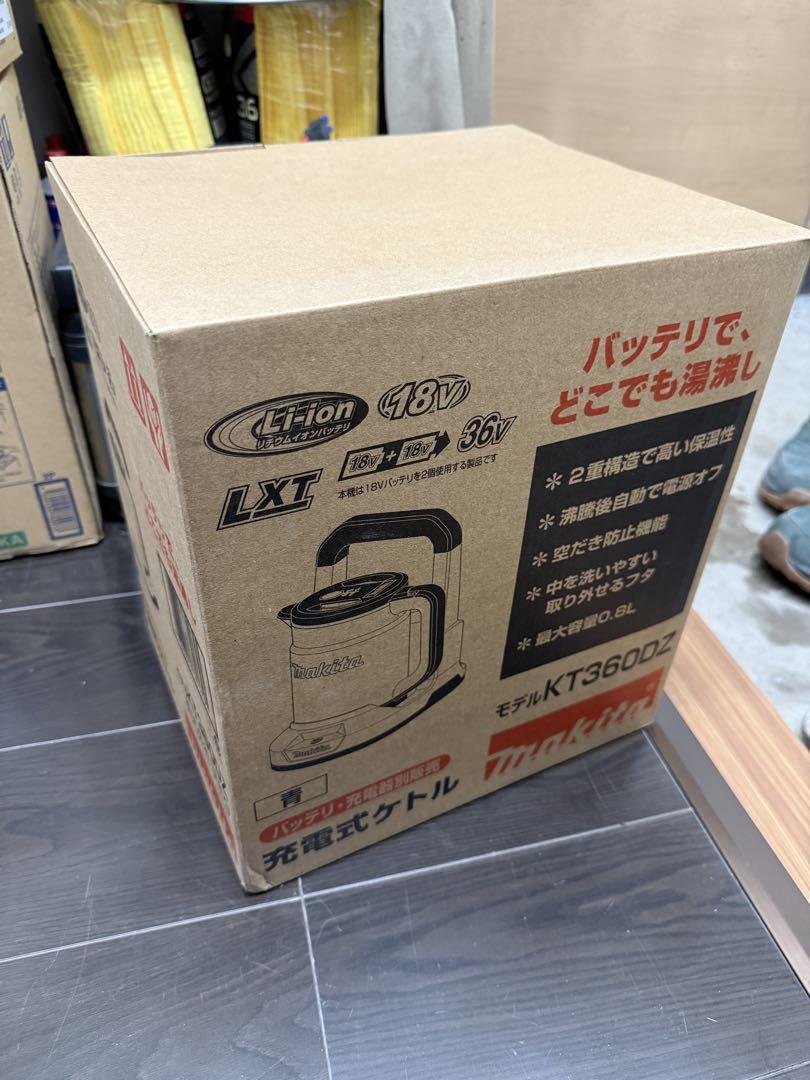 バッテリで、
どこでも湯沸し
Li-ion
リチウムイオンバッテリ
18V
LXT
18V + 18V 36V
本機は18Vバッテリを2個使用する製品です
* 2重構造で高い保温性
* 沸騰後自動で電源オフ
* 空だき防止機能
* 中を洗いやすい
取り外せるフタ
* 最大容量0.8L
makita
makita
モデルKT360DZ
makita
青
バッテリ・充電器別販売
充電式ケトル
36
KA